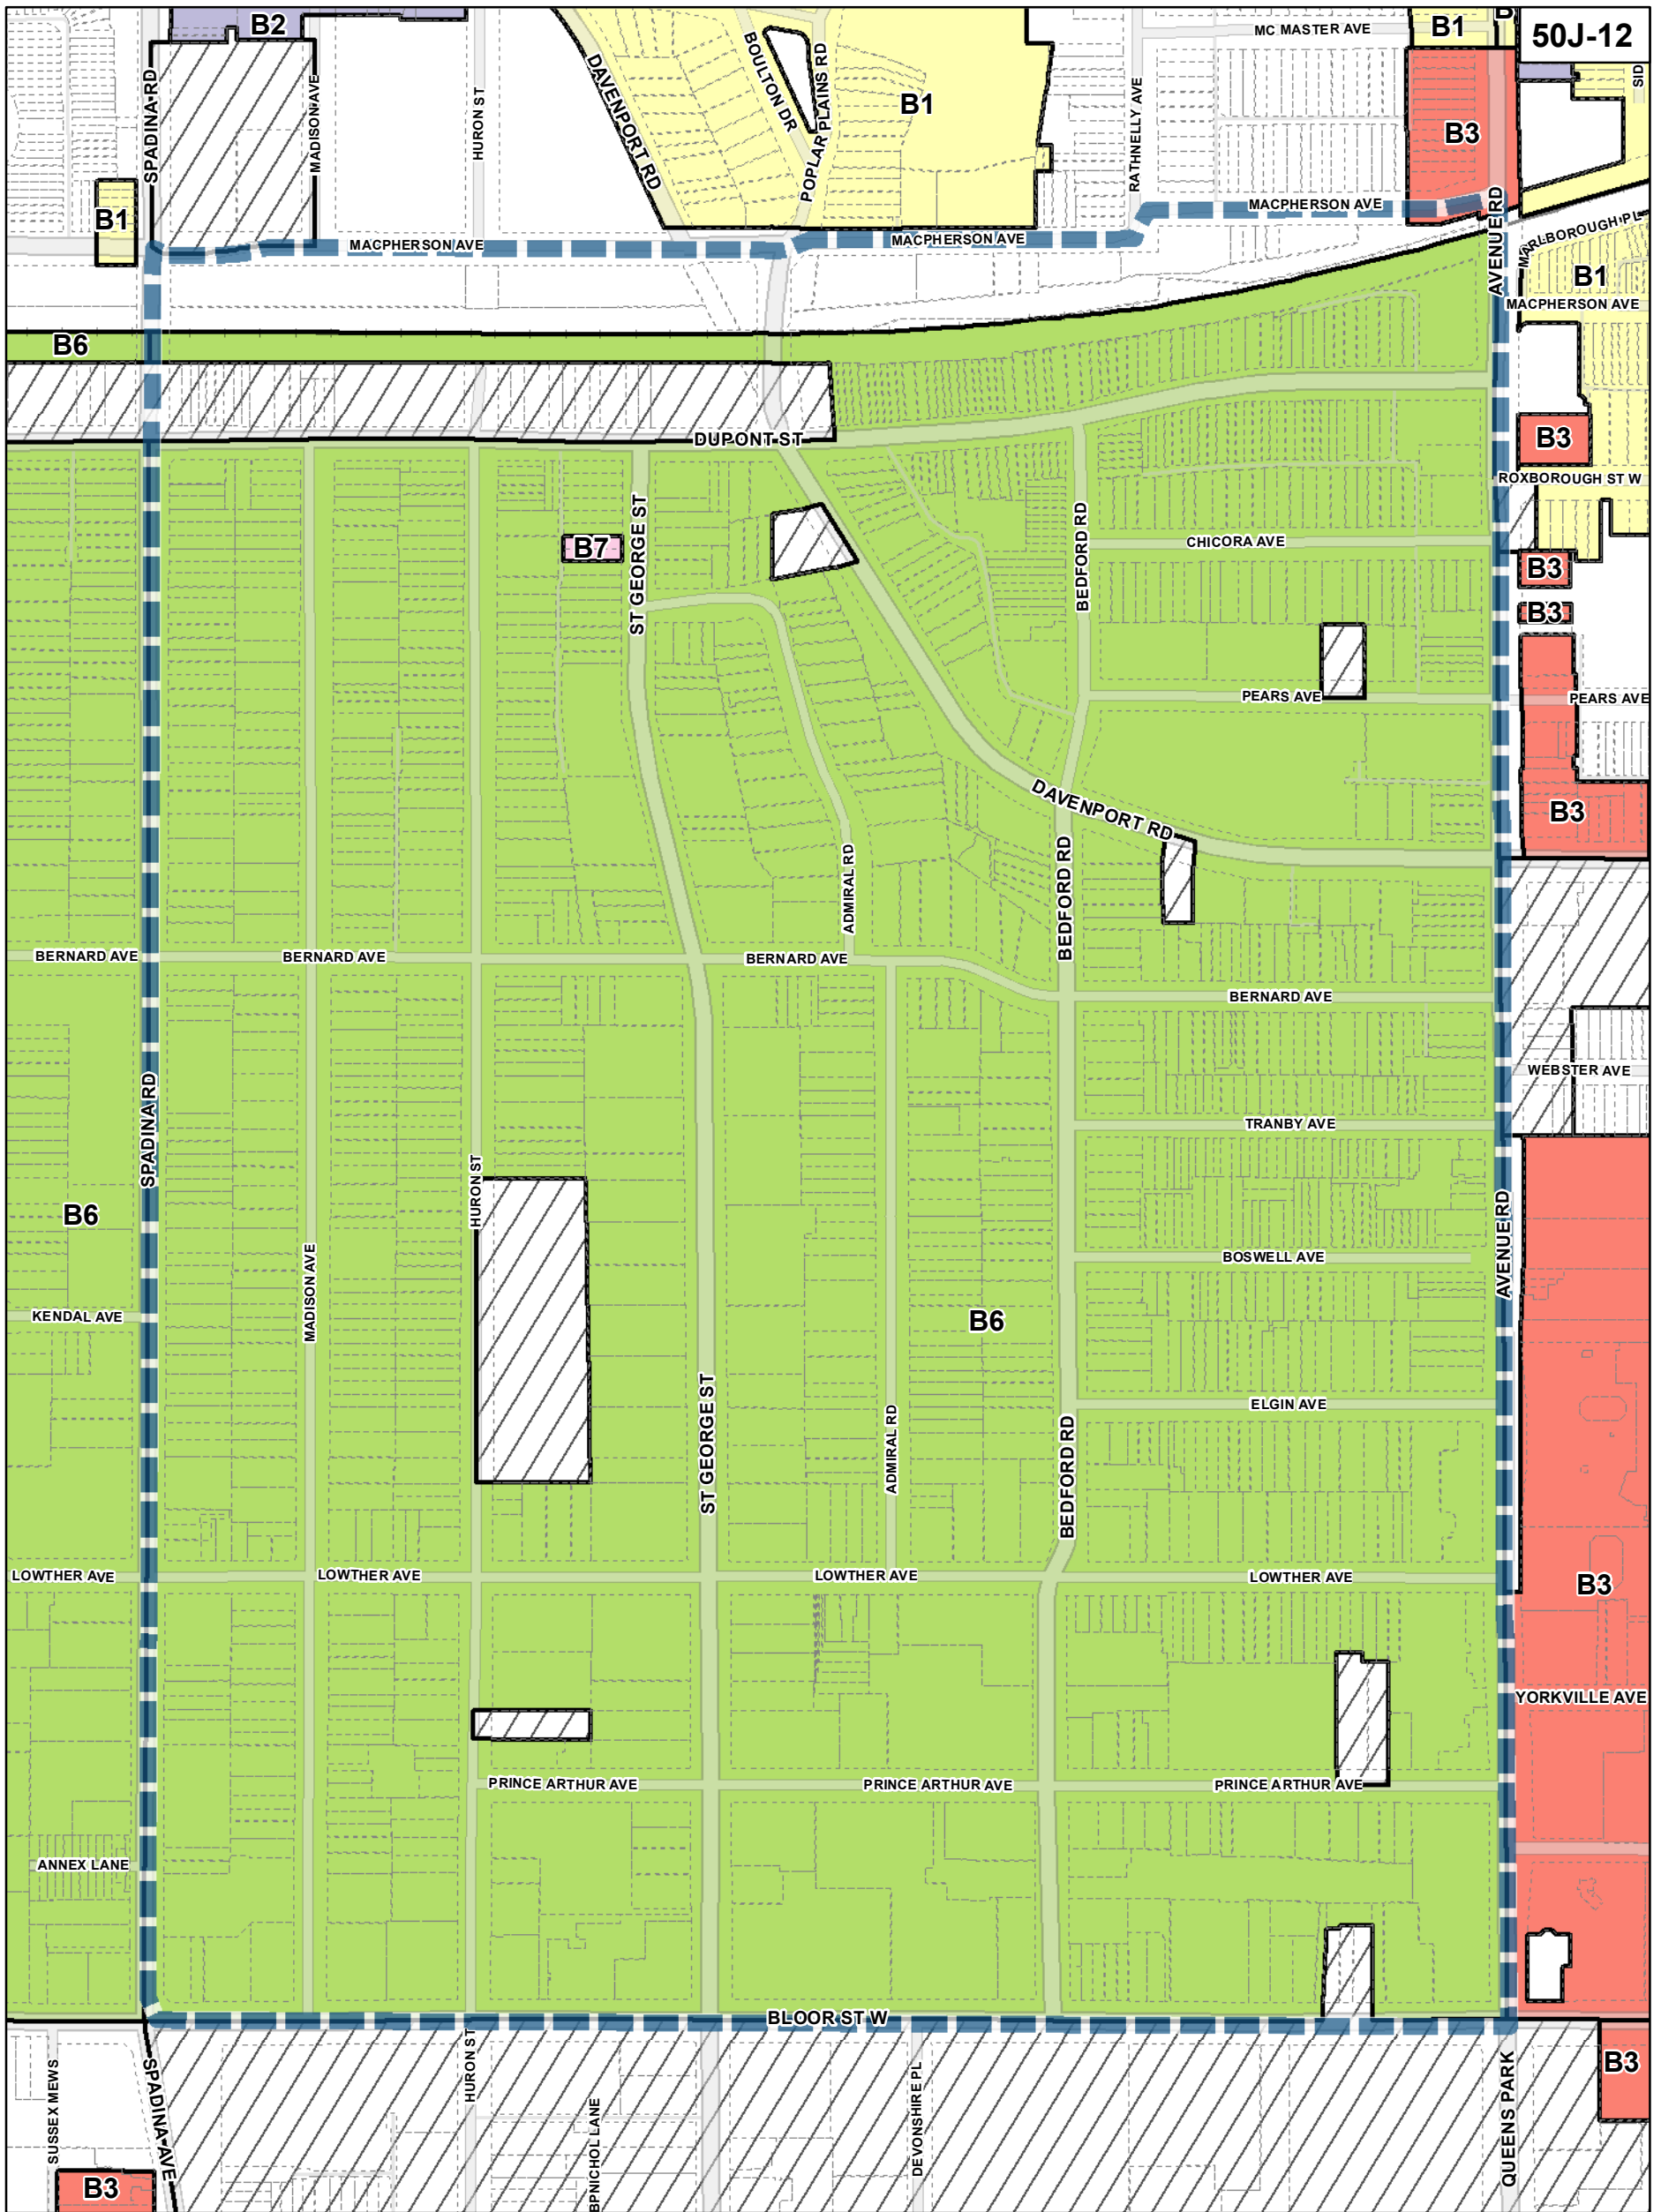 B2
B1
B
50J-12
MC MASTER AVE
SPADINA RD
MADISON AVE
HURON ST
DAVENPORT RD
BOULTON DR
POPLAR PLAINS RD
B1
RATHNELLY AVE
B3
SID
B1
MACPHERSON AVE
MACPHERSON AVE
MACPHERSON AVE
AVENUE RD
MARLBOROUGH PL
B1
MACPHERSON AVE
B6
DUPONT ST
B3
ROXBOROUGH ST W
B7
ST GEORGE ST
BEDFORD RD
CHICORA AVE
B3
B3
PEARS AVE
PEARS AVE
DAVENPORT RD
B3
ADMIRAL RD
BEDFORD RD
BERNARD AVE
BERNARD AVE
BERNARD AVE
BERNARD AVE
SPADINA RD
WEBSTER AVE
TRANBY AVE
HURON ST
B6
MADISON AVE
AVENUE RD
BOSWELL AVE
KENDAL AVE
B6
ST GEORGE ST
ADMIRAL RD
BEDFORD RD
ELGIN AVE
LOWTHER AVE
LOWTHER AVE
LOWTHER AVE
LOWTHER AVE
B3
YORKVILLE AVE
PRINCE ARTHUR AVE
PRINCE ARTHUR AVE
PRINCE ARTHUR AVE
ANNEX LANE
BLOOR ST W
SUSSEX MEWS
SPADINA AVE
HURON ST
BPNICHOL LANE
DEVONSHIRE PL
QUEENS PARK
B3
B3